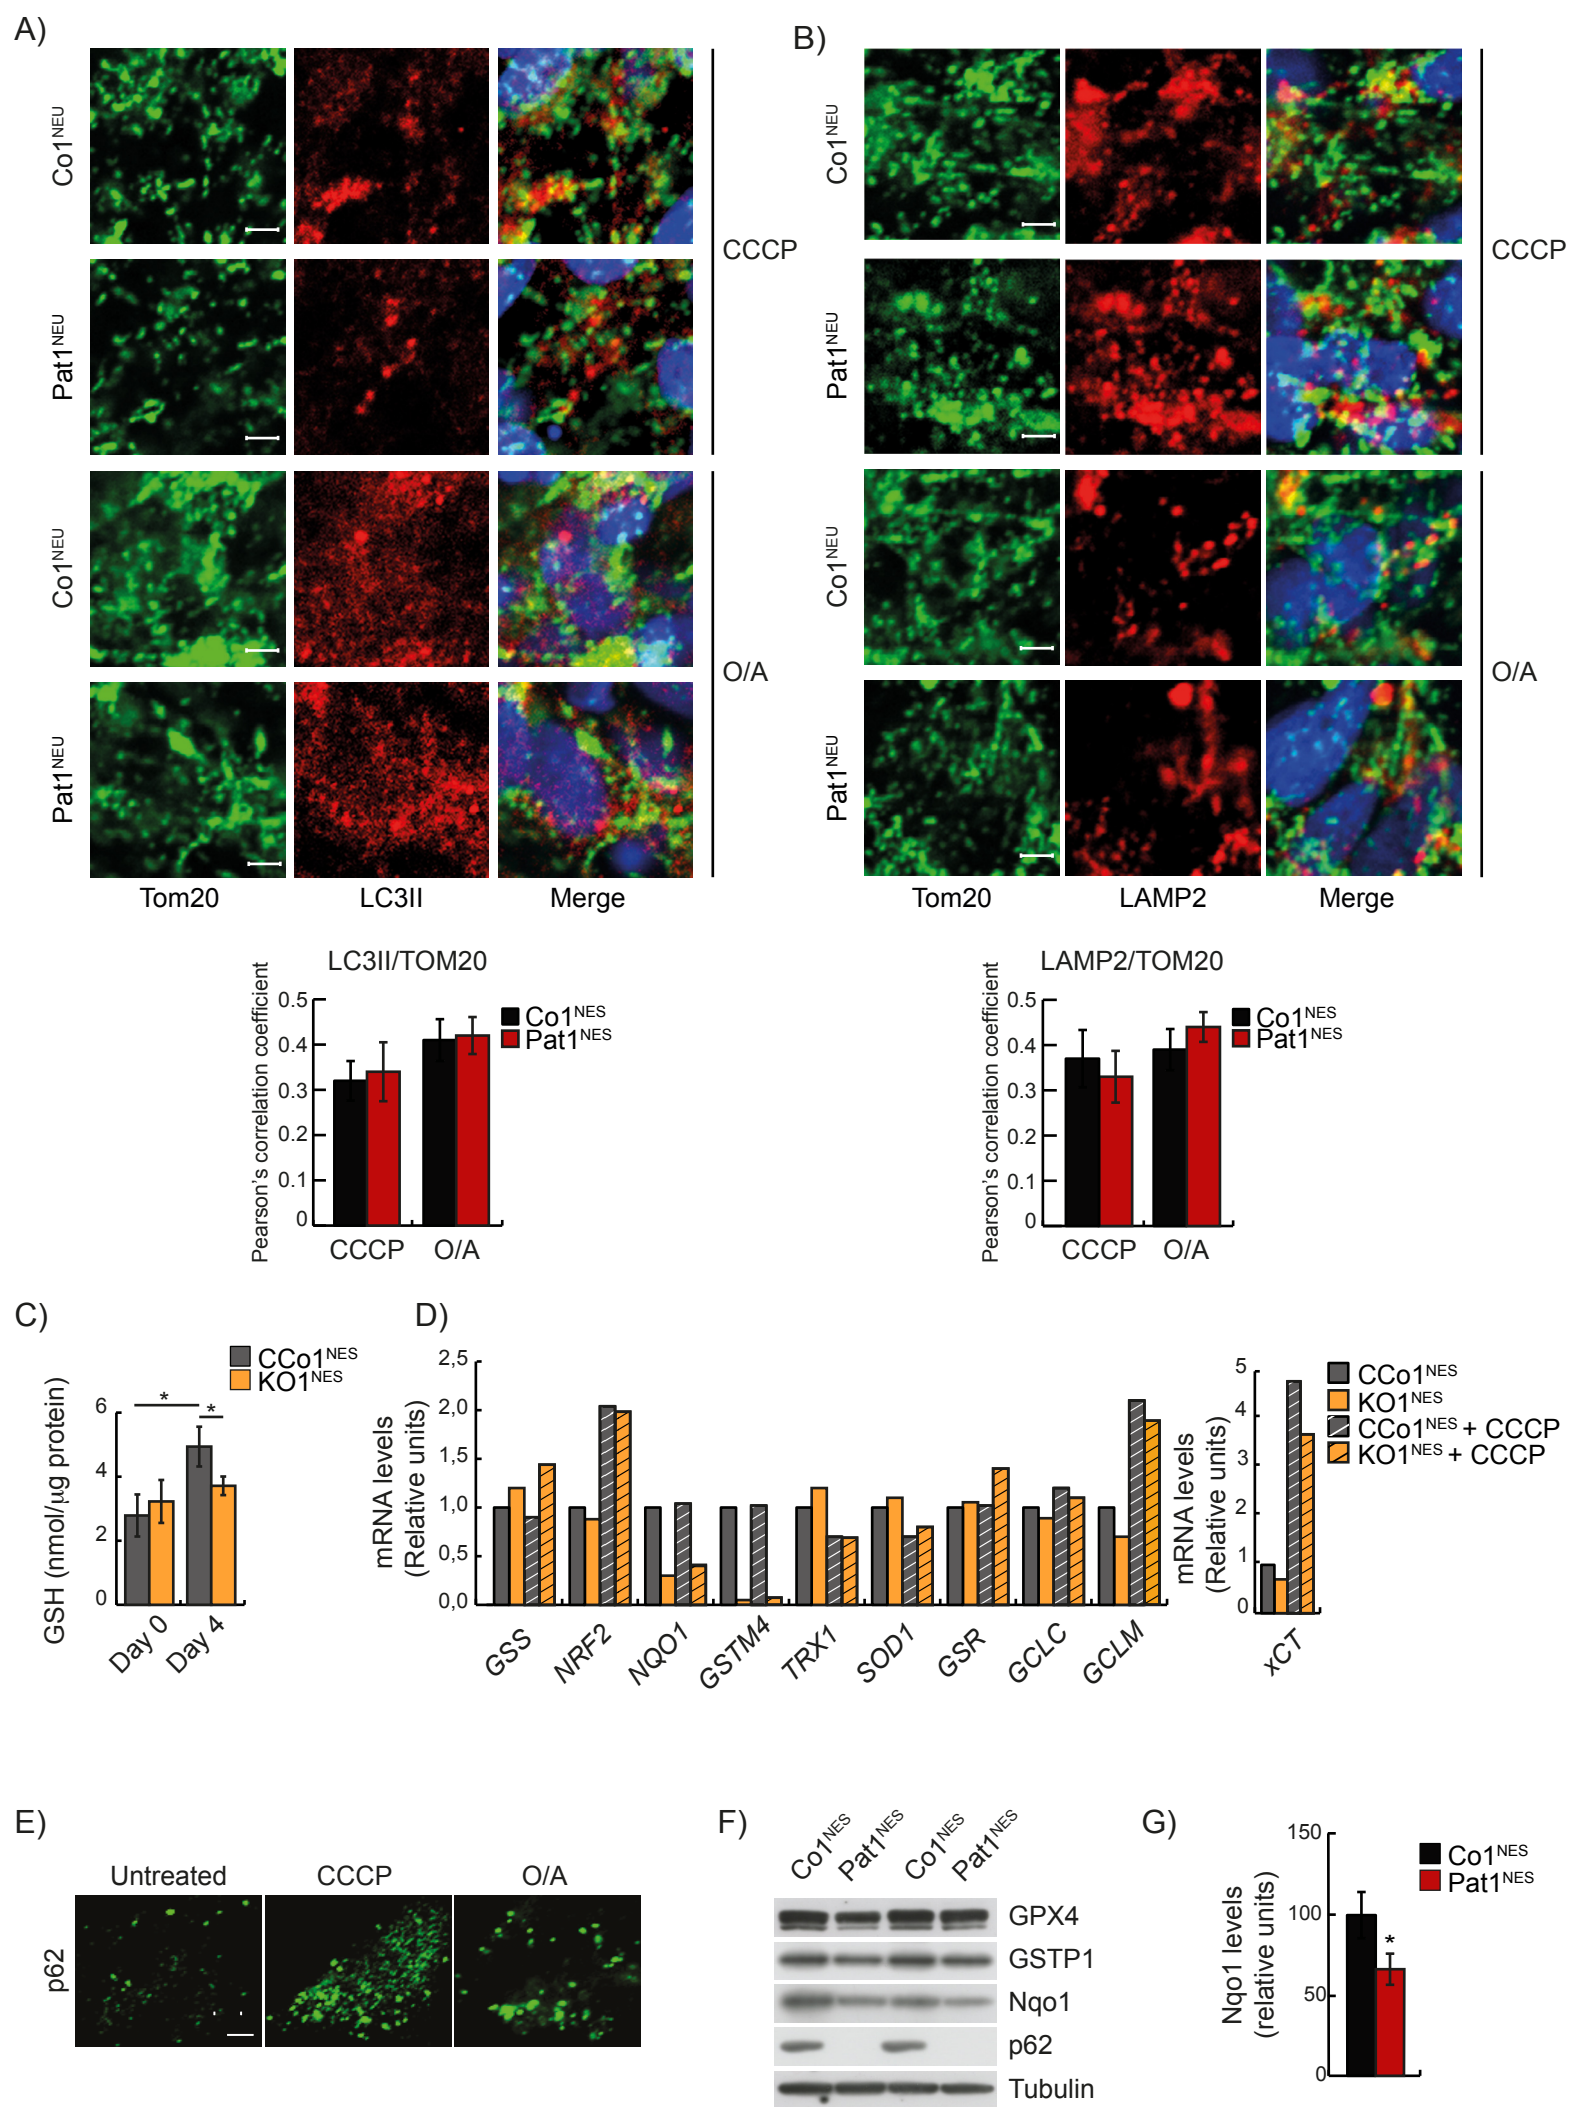 A)
Co1NEU
Pat1NEU
CCCP
Co1NEU
Pat1NEU
O/A
Tom20 LC3II Merge
LC3II/TOM20
Pearson's correlation coefficient
0.5
0.4
0.3
0.2
0.1
0
CCCP O/A
Co1NES
Pat1NES
B)
Co1NEU
Pat1NEU
CCCP
Co1NEU
Pat1NEU
O/A
Tom20 LAMP2 Merge
LAMP2/TOM20
Pearson's correlation coefficient
0.5
0.4
0.3
0.2
0.1
0
CCCP O/A
Co1NES
Pat1NES
C)
CCo1NES
KO1NES
GSH (nmol/µg protein)
6
4
2
0
* *
Day 0 Day 4
D)
mRNA levels
(Relative units)
2,5
2,0
1,5
1,0
0,5
0,0
GSS NRF2 NQO1 GSTM4 TRX1 SOD1 GSR GCLC GCLM
mRNA levels
(Relative units)
5
4
3
2
1
0
xCT
CCo1NES
KO1NES
CCo1NES + CCCP
KO1NES + CCCP
E)
Untreated CCCP O/A
p62
F)
Co1NES Pat1NES Co1NES Pat1NES
GPX4
GSTP1
Nqo1
p62
Tubulin
G)
Nqo1 levels
(relative units)
150
100
50
0
*
Co1NES
Pat1NES